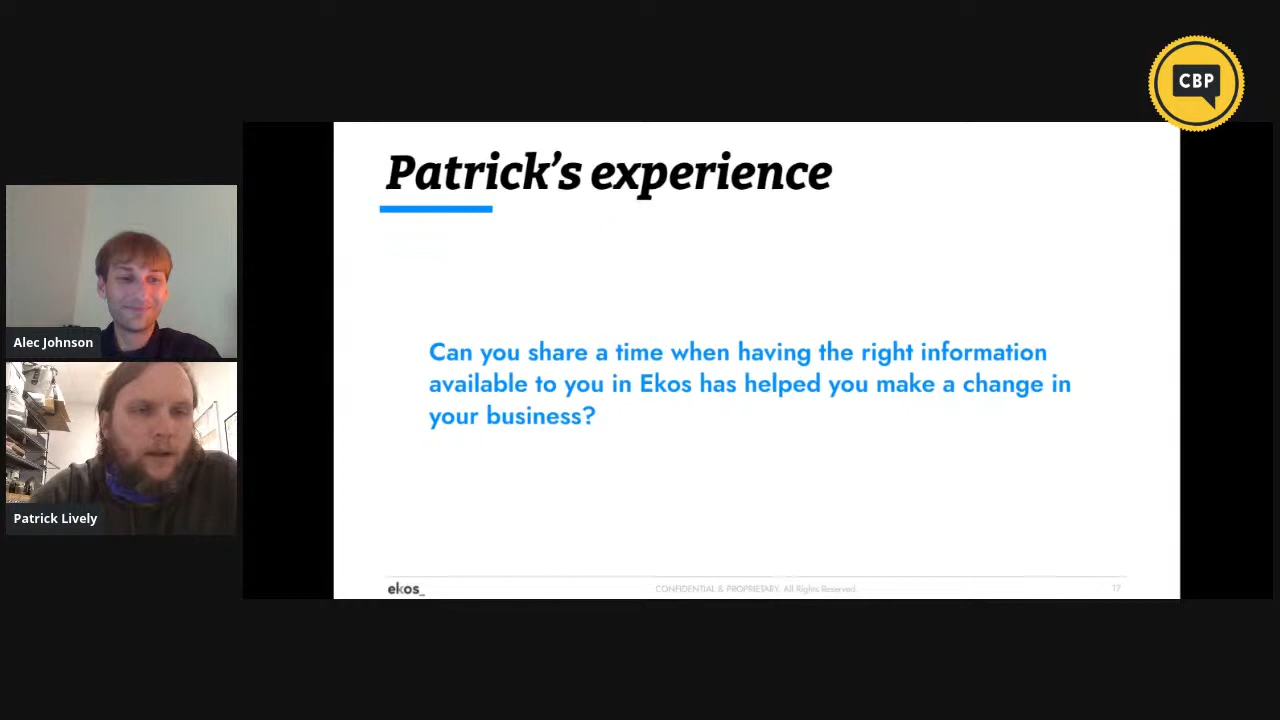 CBP
Patrick's experience
Alec Johnson
Can you share a time when having the right information
available to you in Ekos has helped you make a change in
your business?
Patrick Lively
ekos_
CONFIDENTIAL & PROPRIETARY. All Rights Reserved.
17